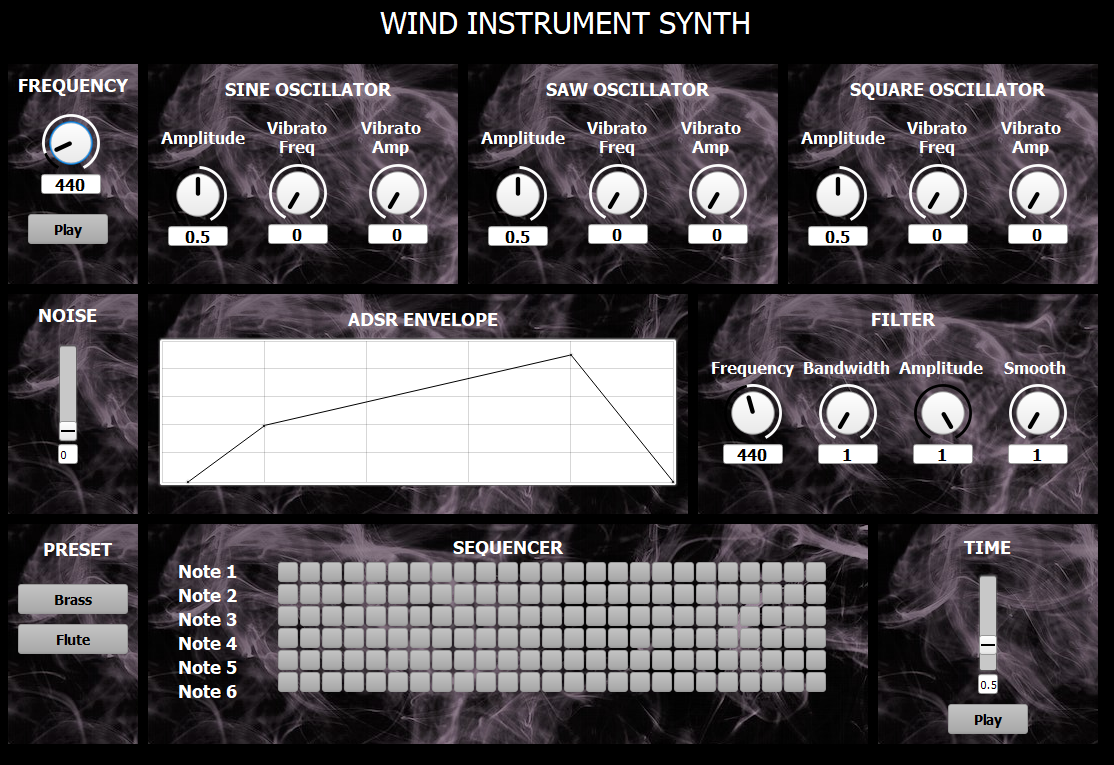 WIND INSTRUMENT SYNTH
FREQUENCY
440
Play
SINE OSCILLATOR
Amplitude
Vibrato
Freq
Vibrato
Amp
0.5
0
0
SAW OSCILLATOR
Amplitude
Vibrato
Freq
Vibrato
Amp
0.5
0
0
SQUARE OSCILLATOR
Amplitude
Vibrato
Freq
Vibrato
Amp
0.5
0
0
NOISE
0
ADSR ENVELOPE
FILTER
Frequency
Bandwidth
Amplitude
Smooth
440
1
1
1
PRESET
Brass
Flute
SEQUENCER
Note 1
Note 2
Note 3
Note 4
Note 5
Note 6
TIME
0.5
Play